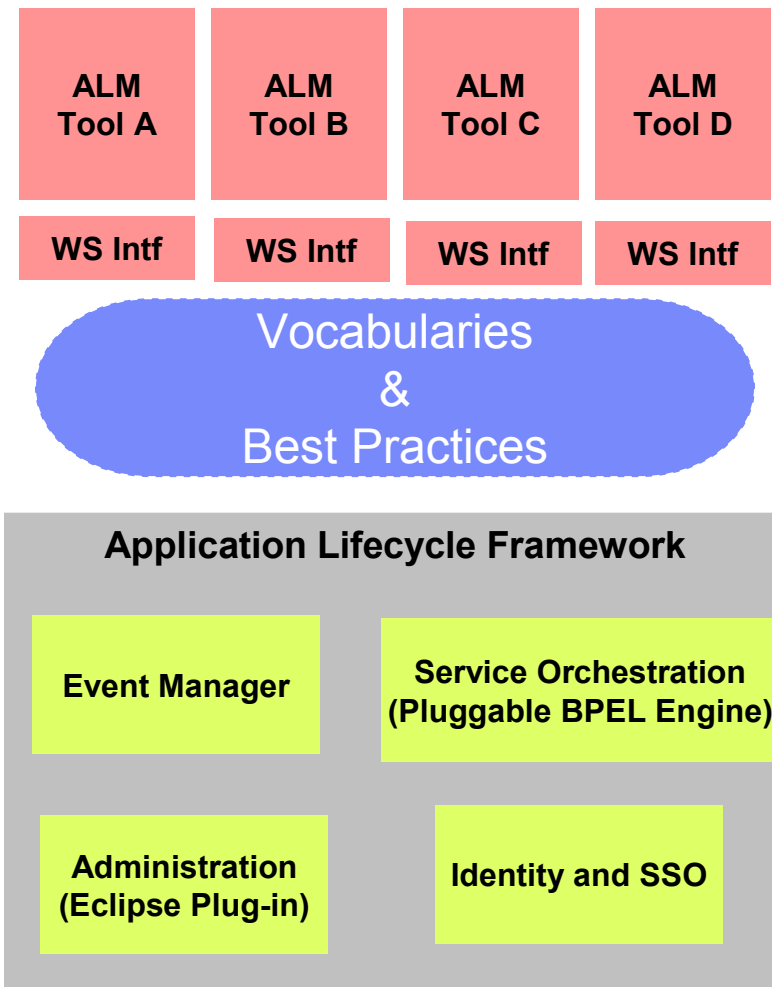 ALM
Tool A
ALM
Tool B
ALM
Tool C
ALM
Tool D
WS Intf
WS Intf
WS Intf
WS Intf
Vocabularies
&
Best Practices
Application Lifecycle Framework
Event Manager
Service Orchestration
(Pluggable BPEL Engine)
Administration
(Eclipse Plug-in)
Identity and SSO